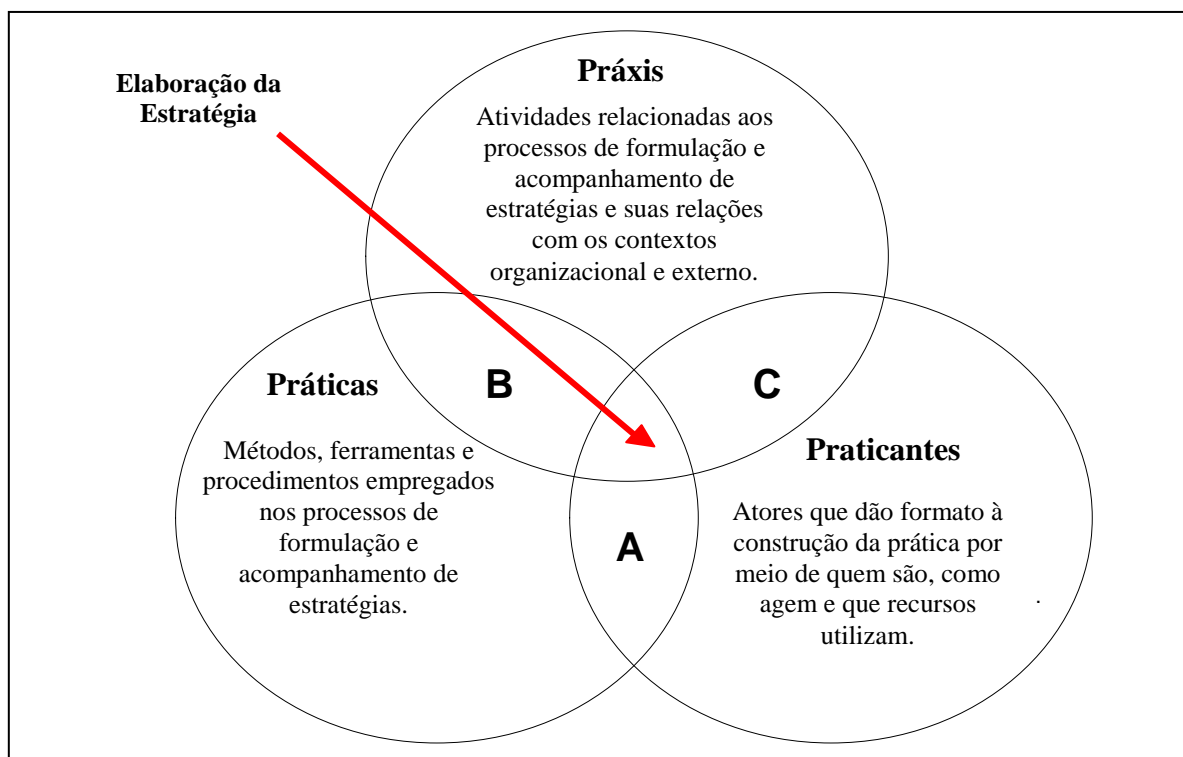 Elaboração da
Estratégia
Práxis
Atividades relacionadas aos
processos de formulação e
acompanhamento de
estratégias e suas relações
com os contextos
organizacional e externo.
B
C
A
Práticas
Métodos, ferramentas e
procedimentos empregados
nos processos de
formulação e
acompanhamento de
estratégias.
Praticantes
Atores que dão formato à
construção da prática por
meio de quem são, como
agem e que recursos
utilizam.
.